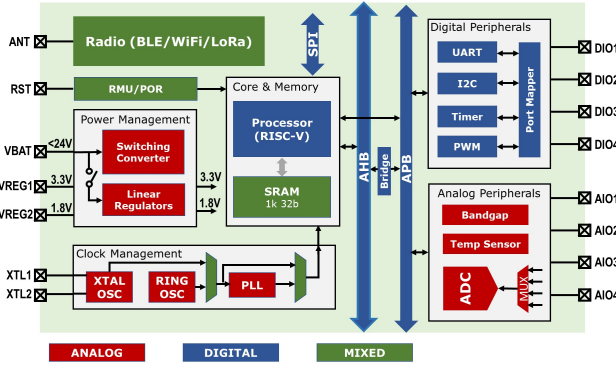 ANT
Radio (BLE/WiFi/LoRa)
SPI
RST
RMU/POR
Core & Memory
Processor
(RISC-V)
SRAM
1k 32b
Power Management
VBAT
<24V
Switching
Converter
VREG1
3.3V
Linear
Regulators
3.3V
VREG2
1.8V
1.8V
Clock Management
XTL1
XTL2
XTAL
OSC
RING
OSC
PLL
AHB
Bridge
APB
Digital Peripherals
UART
I2C
Timer
PWM
Port Mapper
DIO1
DIO2
DIO3
DIO4
Analog Peripherals
Bandgap
Temp Sensor
ADC
MUX
AIO1
AIO2
AIO3
AIO4
ANALOG
DIGITAL
MIXED